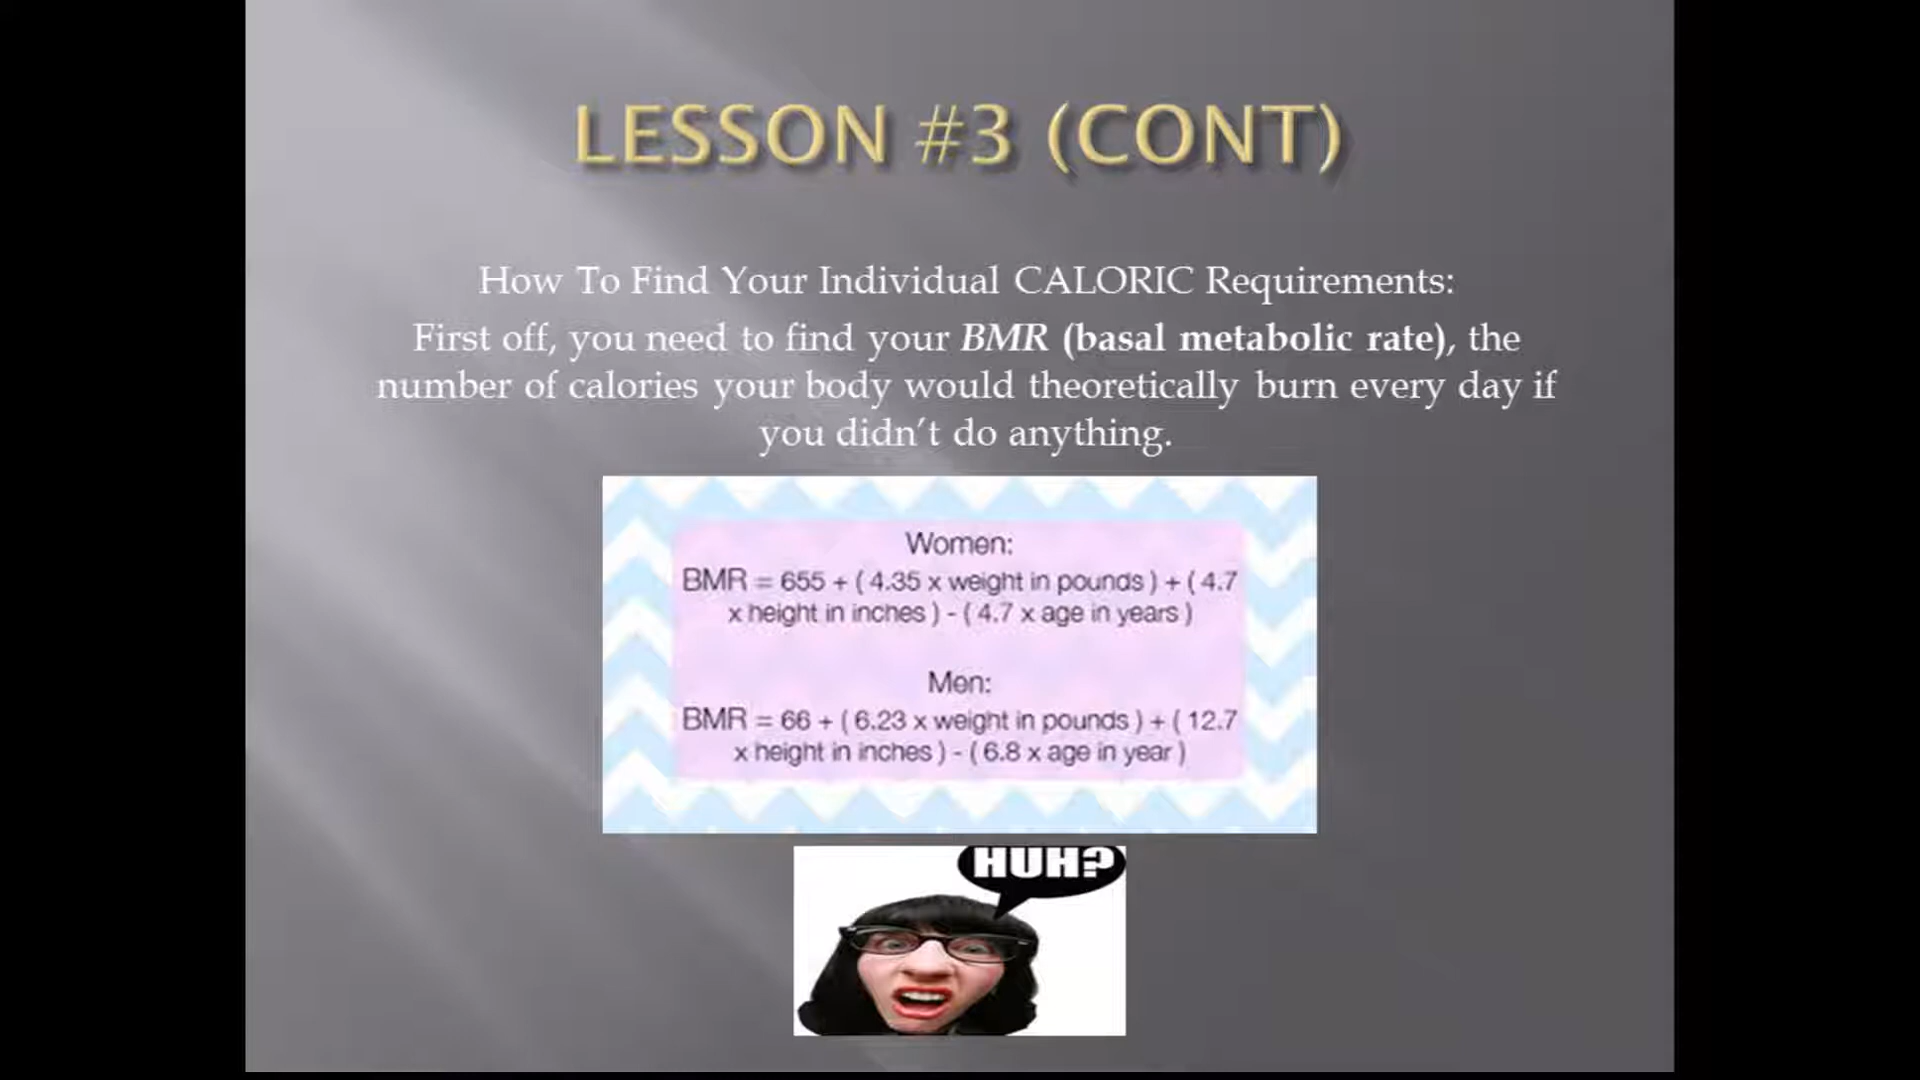 LESSON #3 (CONT)
How To Find Your Individual CALORIC Requirements:
First off, you need to find your BMR (basal metabolic rate), the
number of calories your body would theoretically burn every day if
you didn’t do anything.
Women:
BMR = 655 + ( 4.35 x weight in pounds ) + ( 4.7
x height in inches ) - ( 4.7 x age in years )
Men:
BMR = 66 + ( 6.23 x weight in pounds ) + ( 12.7
x height in inches ) - ( 6.8 x age in year )
HUH?